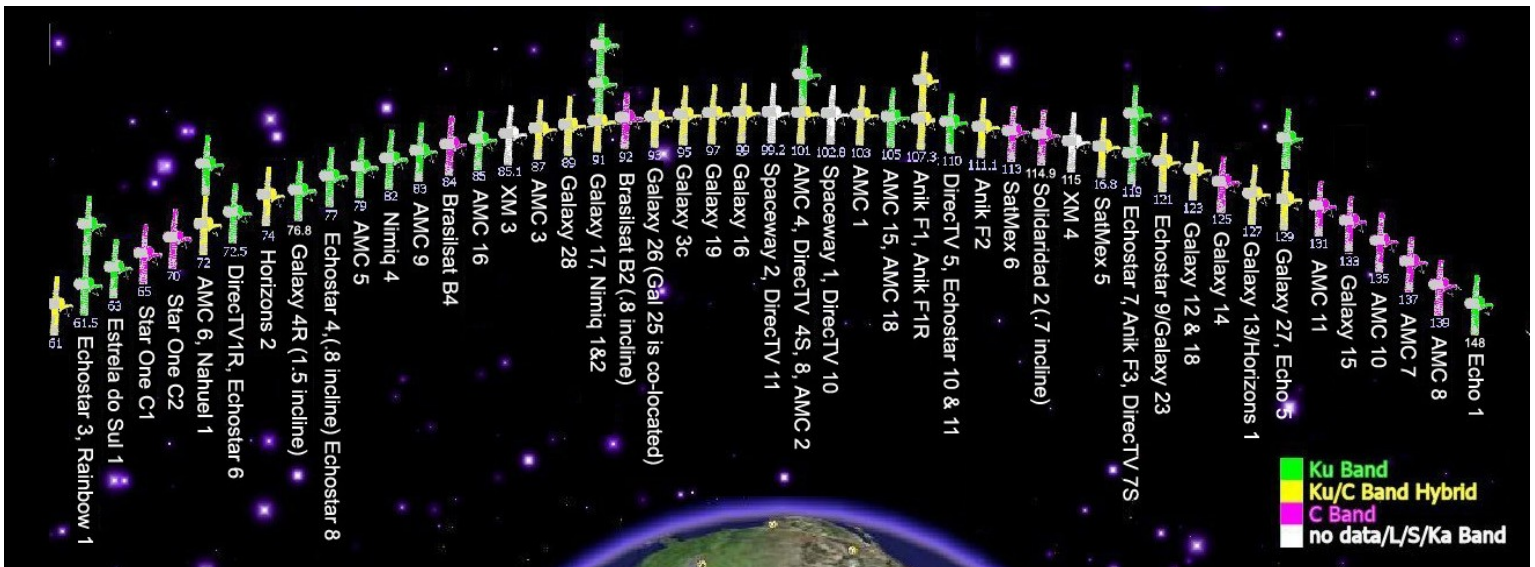 61
61.5
Echostar 3, Rainbow 1
63
Estrela do Sul 1
65
Star One C1
70
Star One C2
72
AMC 6, Nahuel 1
72.5
DirecTV/1R, Echostar 6
74
Horizons 2
76.8
Galaxy 4R (1.5 incline)
77
Echostar 4,(.8 incline) Echostar 8
79
AMC 5
82
Nimiq 4
83
AMC 9
84
Brasilsat B4
85
AMC 16
85.1
XM 3
87
AMC 3
89
Galaxy 28
91
Galaxy 17, Nimiq 1&2
92
Brasilsat B2 (.8 incline)
93
Galaxy 26 (Gal 25 is co-located)
95
Galaxy 3c
97
Galaxy 19
99
Galaxy 16
99.2
Spaceway 2, DirecTV 11
101
AMC 4, DirecTV 4S, 8, AMC 2
102.8
Spaceway 1, DirecTV 10
103
AMC 1
105
AMC 15, AMC 18
107.3
Anik F1, Anik F1R
110
DirecTV 5, Echostar 10 & 11
111.1
Anik F2
113
SatMex 6
114.9
Solidaridad 2 (.7 incline)
115
XM 4
16.8
SatMex 5
119
Echostar 7, Anik F3, DirecTV 7S
121
Echostar 9/Galaxy 23
123
Galaxy 12 & 18
125
Galaxy 14
127
Galaxy 13/Horizons 1
129
Galaxy 27, Echo 5
131
AMC 11
133
Galaxy 15
135
AMC 10
137
AMC 7
139
AMC 8
148
Echo 1
Ku Band
Ku/C Band Hybrid
C Band
no data/L/S/Ka Band